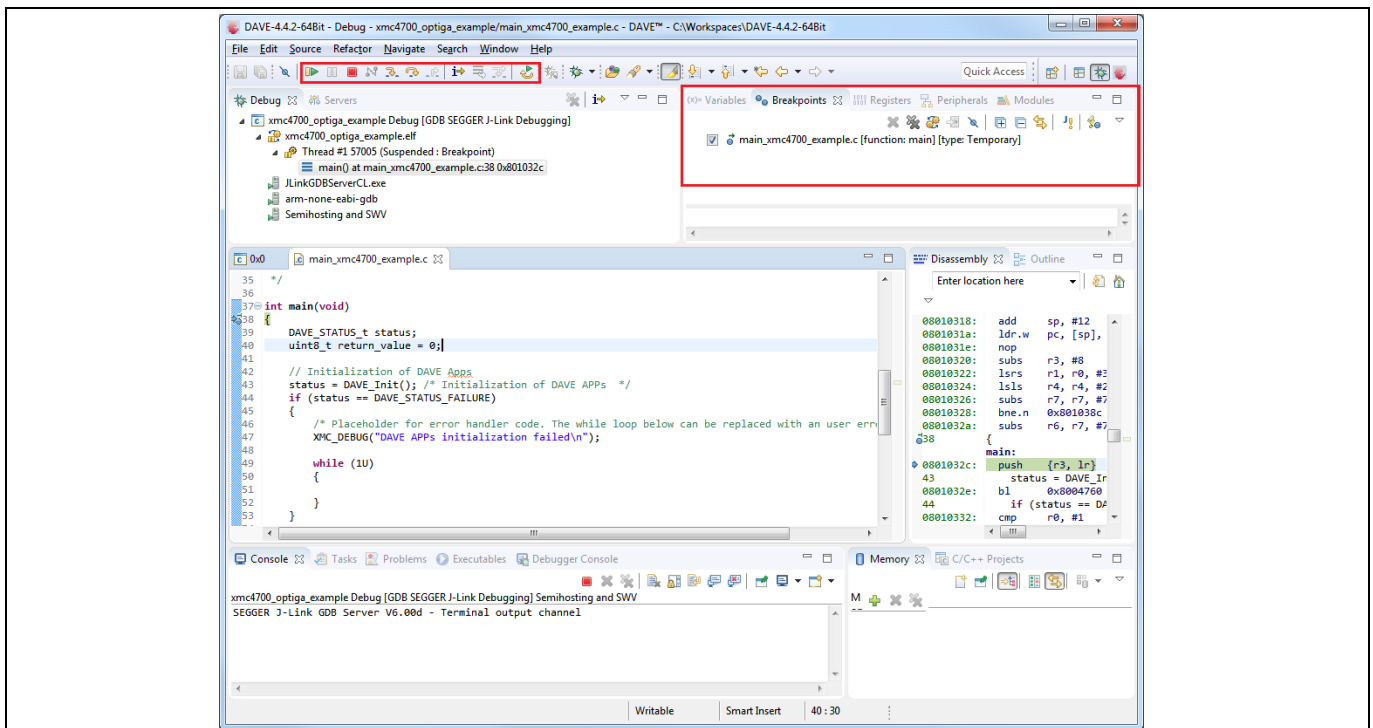 DAVE-4.4.2-64Bit - Debug - xmc4700_optiga_example/main_xmc4700_example.c - DAVE™ - C:\Workspaces\DAVE-4.4.2-64Bit
File Edit Source Refactor Navigate Search Window Help
Quick Access
Debug Servers
xmc4700_optiga_example Debug [GDB SEGGER J-Link Debugging]
xmc4700_optiga_example.elf
Thread #1 57005 (Suspended : Breakpoint)
main() at main_xmc4700_example.c:38 0x801032c
JLinkGDBServerCL.exe
arm-none-eabi-gdb
Semihosting and SWV
(x)= Variables Breakpoints Registers Peripherals Modules
main_xmc4700_example.c [function: main] [type: Temporary]
0x0 main_xmc4700_example.c
35 */
36
37 int main(void)
38 {
39 DAVE_STATUS_t status;
40 uint8_t return_value = 0;
41
42 // Initialization of DAVE Apps
43 status = DAVE_Init(); /* Initialization of DAVE APPs */
44 if (status == DAVE_STATUS_FAILURE)
45 {
46 /* Placeholder for error handler code. The while loop below can be replaced with an user erro
47 XMC_DEBUG("DAVE APPs initialization failed\n");
48
49 while (1U)
50 {
51
52 }
53 }
Disassembly Outline
Enter location here
08010318: add sp, #12
0801031a: ldr.w pc, [sp],
0801031e: nop
08010320: subs r3, #8
08010322: lsrs r1, r0, #3
08010324: lsls r4, r4, #2
08010326: subs r7, r7, #7
08010328: bne.n 0x801038c
0801032a: subs r6, r7, #7
38 {
main:
0801032c: push {r3, lr}
43 status = DAVE_In
0801032e: bl 0x8004760
44 if (status == DA
08010332: cmp r0, #1
Console Tasks Problems Executables Debugger Console
xmc4700_optiga_example Debug [GDB SEGGER J-Link Debugging] Semihosting and SWV
SEGGER J-Link GDB Server V6.00d - Terminal output channel
Memory C/C++ Projects
M
Writable Smart Insert 40 : 30